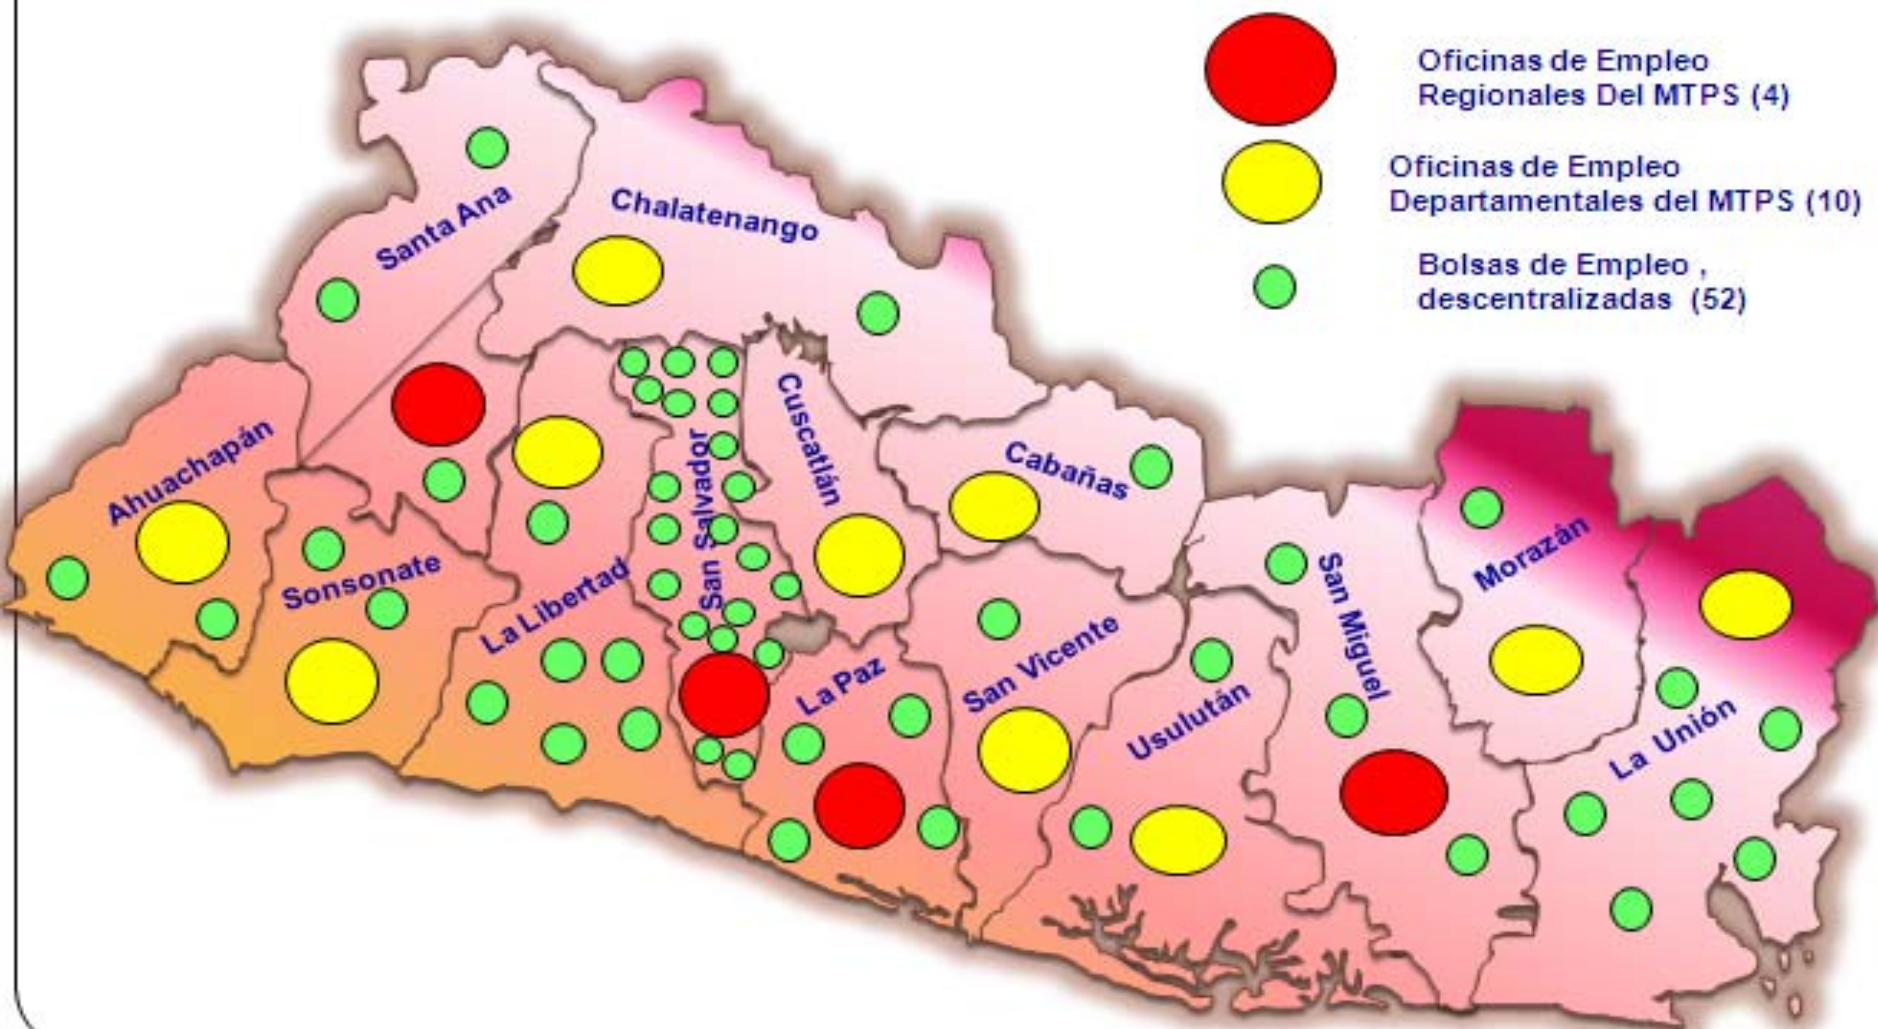 Oficinas de Empleo
Regionales Del MTPS (4)
Oficinas de Empleo
Departamentales del MTPS (10)
Bolsas de Empleo ,
descentralizadas (52)
Santa Ana
Chalatenango
Ahuachapán
Sonsonate
La Libertad
San Salvador
Cuscatlán
Cabañas
La Paz
San Vicente
Usulután
San Miguel
Morazán
La Unión